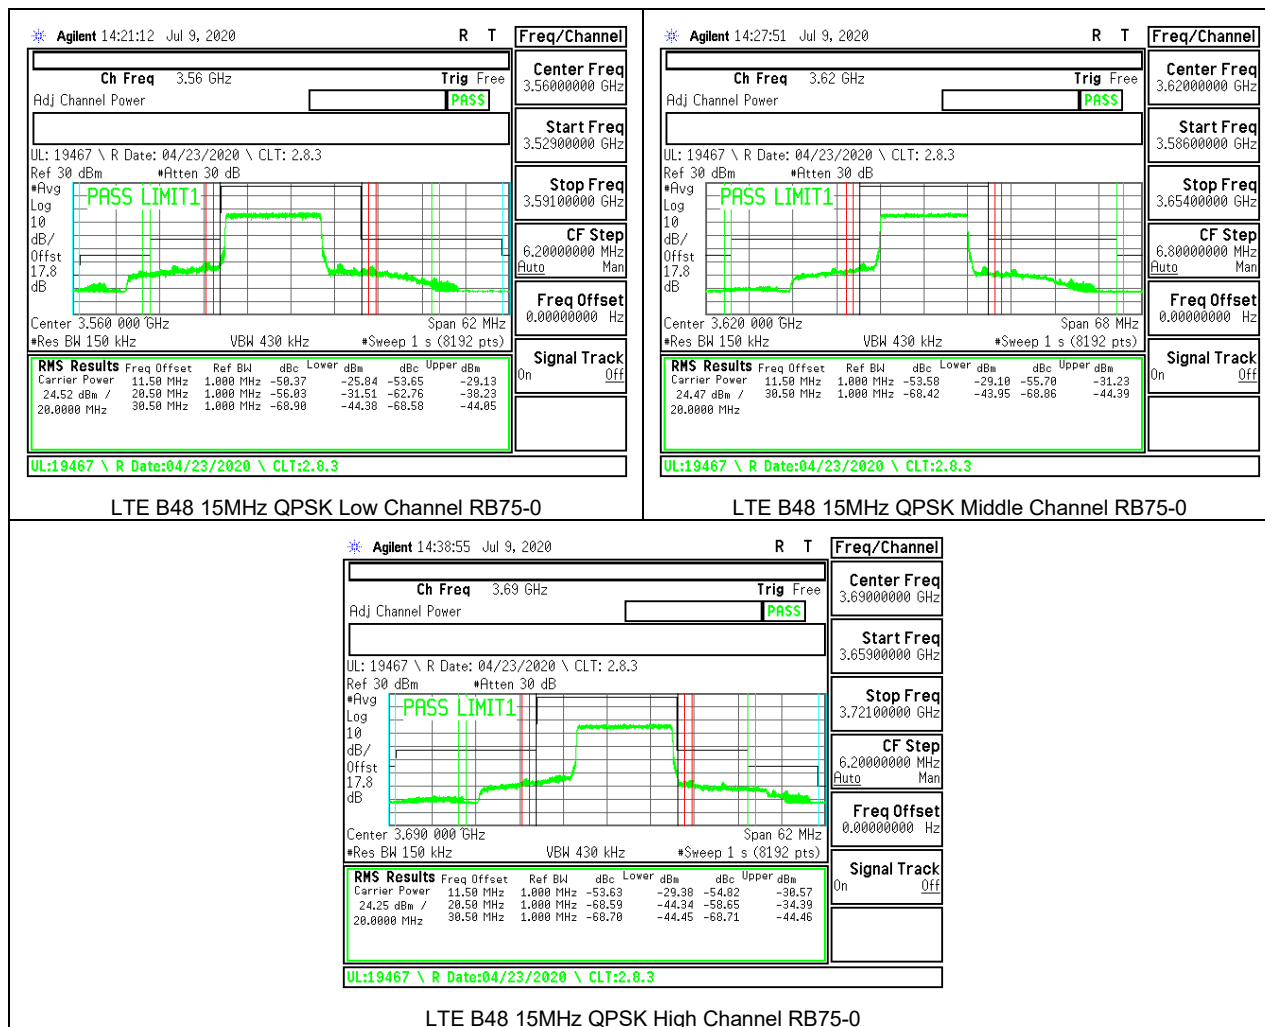 Agilent 14:21:12 Jul 9, 2020 R T Freq/Channel
Ch Freq 3.56 GHz Trig Free
Adj Channel Power PASS
UL: 19467 \ R Date: 04/23/2020 \ CLT: 2.8.3
Ref 30 dBm #Atten 30 dB
#Avg
Log
10
dB/
Offst
17.8
dB
PASS LIMIT1
Center 3.560 000 GHz Span 62 MHz
#Res BW 150 kHz VBW 430 kHz #Sweep 1 s (8192 pts)
RMS Results Freq Offset Ref BW dBc Lower dBm dBc Upper dBm
Carrier Power 11.50 MHz 1.000 MHz -50.37 -25.84 -53.65 -29.13
24.52 dBm / 20.50 MHz 1.000 MHz -56.03 -31.51 -62.76 -38.23
20.0000 MHz 30.50 MHz 1.000 MHz -68.90 -44.38 -68.58 -44.05
UL:19467 \ R Date:04/23/2020 \ CLT:2.8.3
Center Freq
3.56000000 GHz
Start Freq
3.52900000 GHz
Stop Freq
3.59100000 GHz
CF Step
6.20000000 MHz
Auto Man
Freq Offset
0.00000000 Hz
Signal Track
On Off
LTE B48 15MHz QPSK Low Channel RB75-0
Agilent 14:27:51 Jul 9, 2020 R T Freq/Channel
Ch Freq 3.62 GHz Trig Free
Adj Channel Power PASS
UL: 19467 \ R Date: 04/23/2020 \ CLT: 2.8.3
Ref 30 dBm #Atten 30 dB
#Avg
Log
10
dB/
Offst
17.8
dB
PASS LIMIT1
Center 3.620 000 GHz Span 68 MHz
#Res BW 150 kHz VBW 430 kHz #Sweep 1 s (8192 pts)
RMS Results Freq Offset Ref BW dBc Lower dBm dBc Upper dBm
Carrier Power 11.50 MHz 1.000 MHz -53.58 -29.10 -55.70 -31.23
24.47 dBm / 30.50 MHz 1.000 MHz -68.42 -43.95 -68.86 -44.39
20.0000 MHz
UL:19467 \ R Date:04/23/2020 \ CLT:2.8.3
Center Freq
3.62000000 GHz
Start Freq
3.58600000 GHz
Stop Freq
3.65400000 GHz
CF Step
6.80000000 MHz
Auto Man
Freq Offset
0.00000000 Hz
Signal Track
On Off
LTE B48 15MHz QPSK Middle Channel RB75-0
Agilent 14:38:55 Jul 9, 2020 R T Freq/Channel
Ch Freq 3.69 GHz Trig Free
Adj Channel Power PASS
UL: 19467 \ R Date: 04/23/2020 \ CLT: 2.8.3
Ref 30 dBm #Atten 30 dB
#Avg
Log
10
dB/
Offst
17.8
dB
PASS LIMIT1
Center 3.690 000 GHz Span 62 MHz
#Res BW 150 kHz VBW 430 kHz #Sweep 1 s (8192 pts)
RMS Results Freq Offset Ref BW dBc Lower dBm dBc Upper dBm
Carrier Power 11.50 MHz 1.000 MHz -53.63 -29.38 -54.82 -30.57
24.25 dBm / 20.50 MHz 1.000 MHz -68.59 -44.34 -58.65 -34.39
20.0000 MHz 30.50 MHz 1.000 MHz -68.70 -44.45 -68.71 -44.46
UL:19467 \ R Date:04/23/2020 \ CLT:2.8.3
Center Freq
3.69000000 GHz
Start Freq
3.65900000 GHz
Stop Freq
3.72100000 GHz
CF Step
6.20000000 MHz
Auto Man
Freq Offset
0.00000000 Hz
Signal Track
On Off
LTE B48 15MHz QPSK High Channel RB75-0